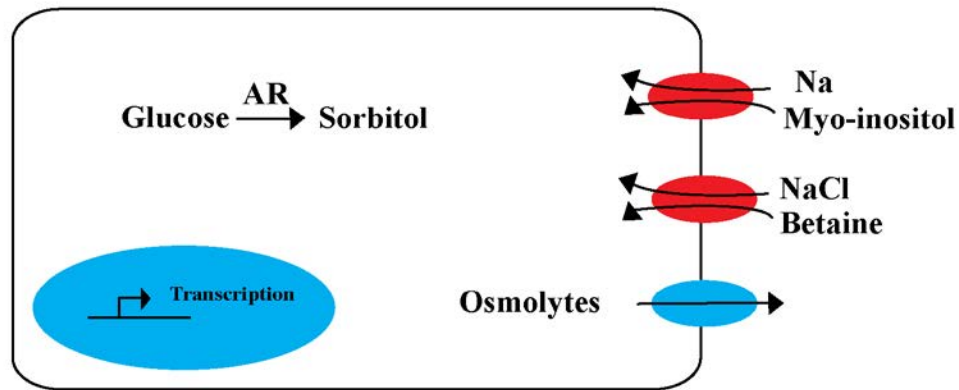 AR
Glucose Sorbitol
Na
Myo-inositol
NaCl
Betaine
Transcription
Osmolytes